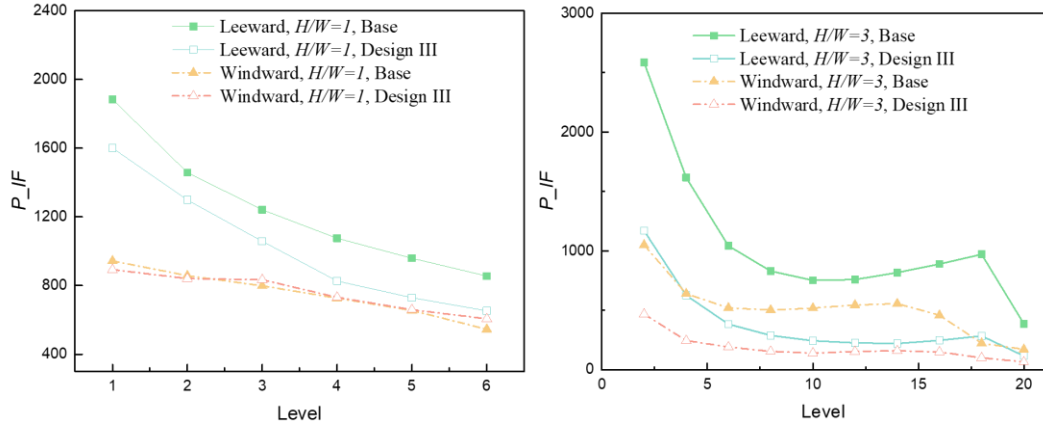 2400
2000
1600
1200
800
400
P_IF
Leeward, H/W=1, Base
Leeward, H/W=1, Design III
Windward, H/W=1, Base
Windward, H/W=1, Design III
1 2 3 4 5 6
Level
3000
2000
1000
0
P_IF
Leeward, H/W=3, Base
Leeward, H/W=3, Design III
Windward, H/W=3, Base
Windward, H/W=3, Design III
0 5 10 15 20
Level